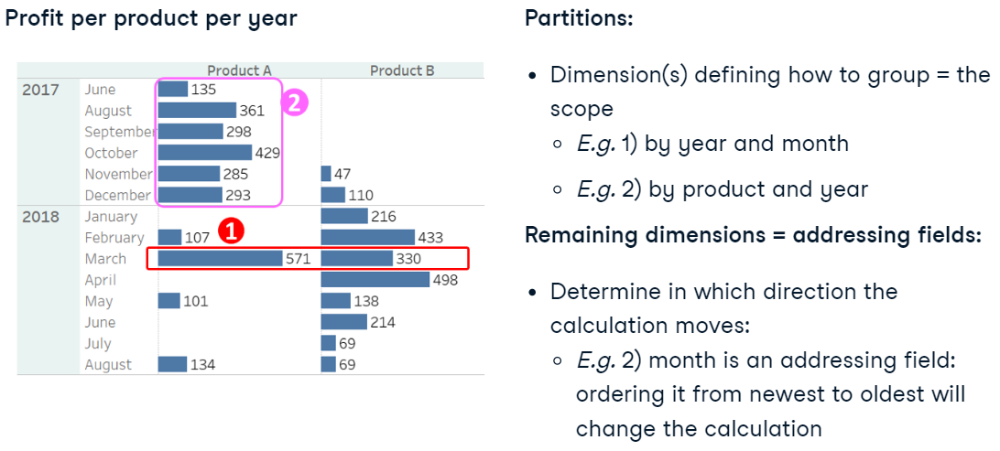 Profit per product per year
Product A Product B
2017 June 135
August 361
2
September 298
October 429
November 285 47
December 293 110
2018 January 216
February 107 1 433
March 571 330
April 498
May 101 138
June 214
July 69
August 134 69
Partitions:
• Dimension(s) defining how to group = the
scope
◦ E.g. 1) by year and month
◦ E.g. 2) by product and year
Remaining dimensions = addressing fields:
• Determine in which direction the
calculation moves:
◦ E.g. 2) month is an addressing field:
ordering it from newest to oldest will
change the calculation